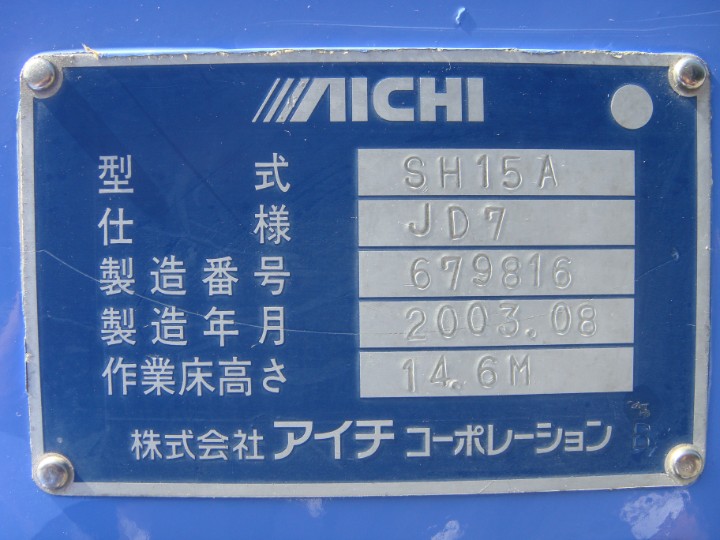 AICHI
型式 SH15A
仕様 JD7
製造番号 679816
製造年月 2003.08
作業床高さ 14.6M
株式会社 アイチ コーポレーション